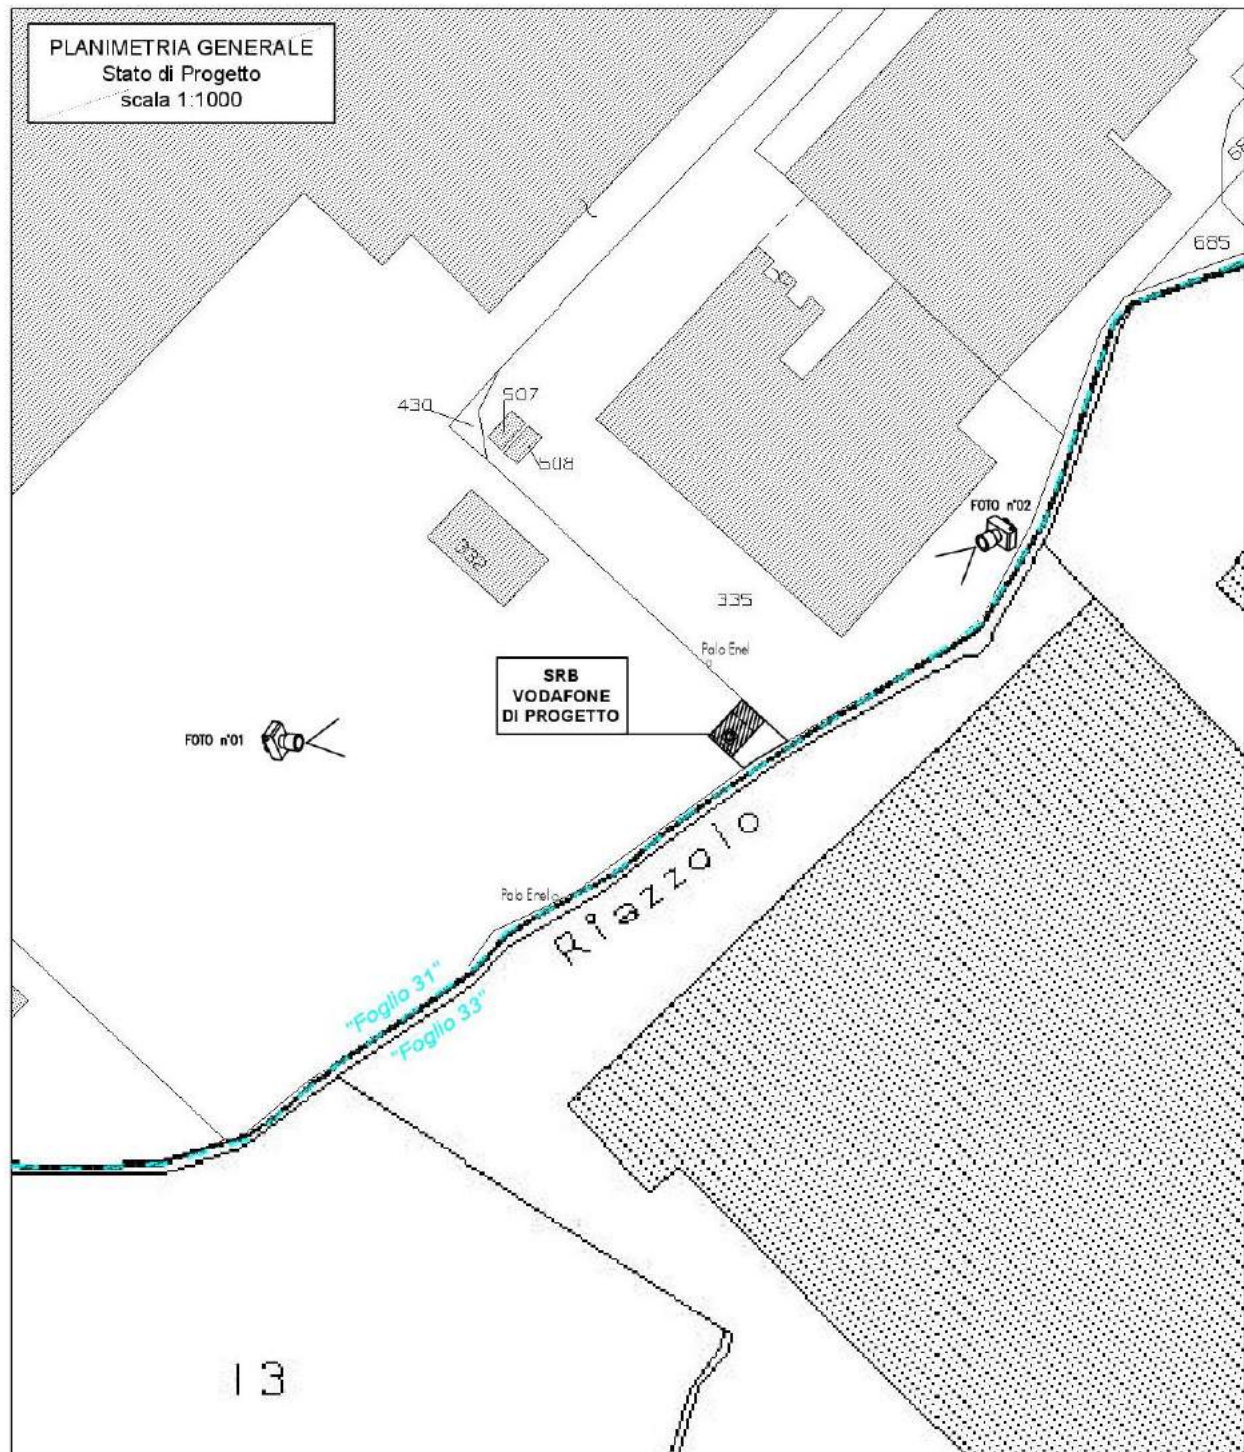 PLANIMETRIA GENERALE
Stato di Progetto
scala 1:1000
685
430
507
508
332
FOTO n°02
335
Palo Enel
SRB
VODAFONE
DI PROGETTO
FOTO n°01
Palo Enel
Riazzolo
"Foglio 31"
"Foglio 33"
13